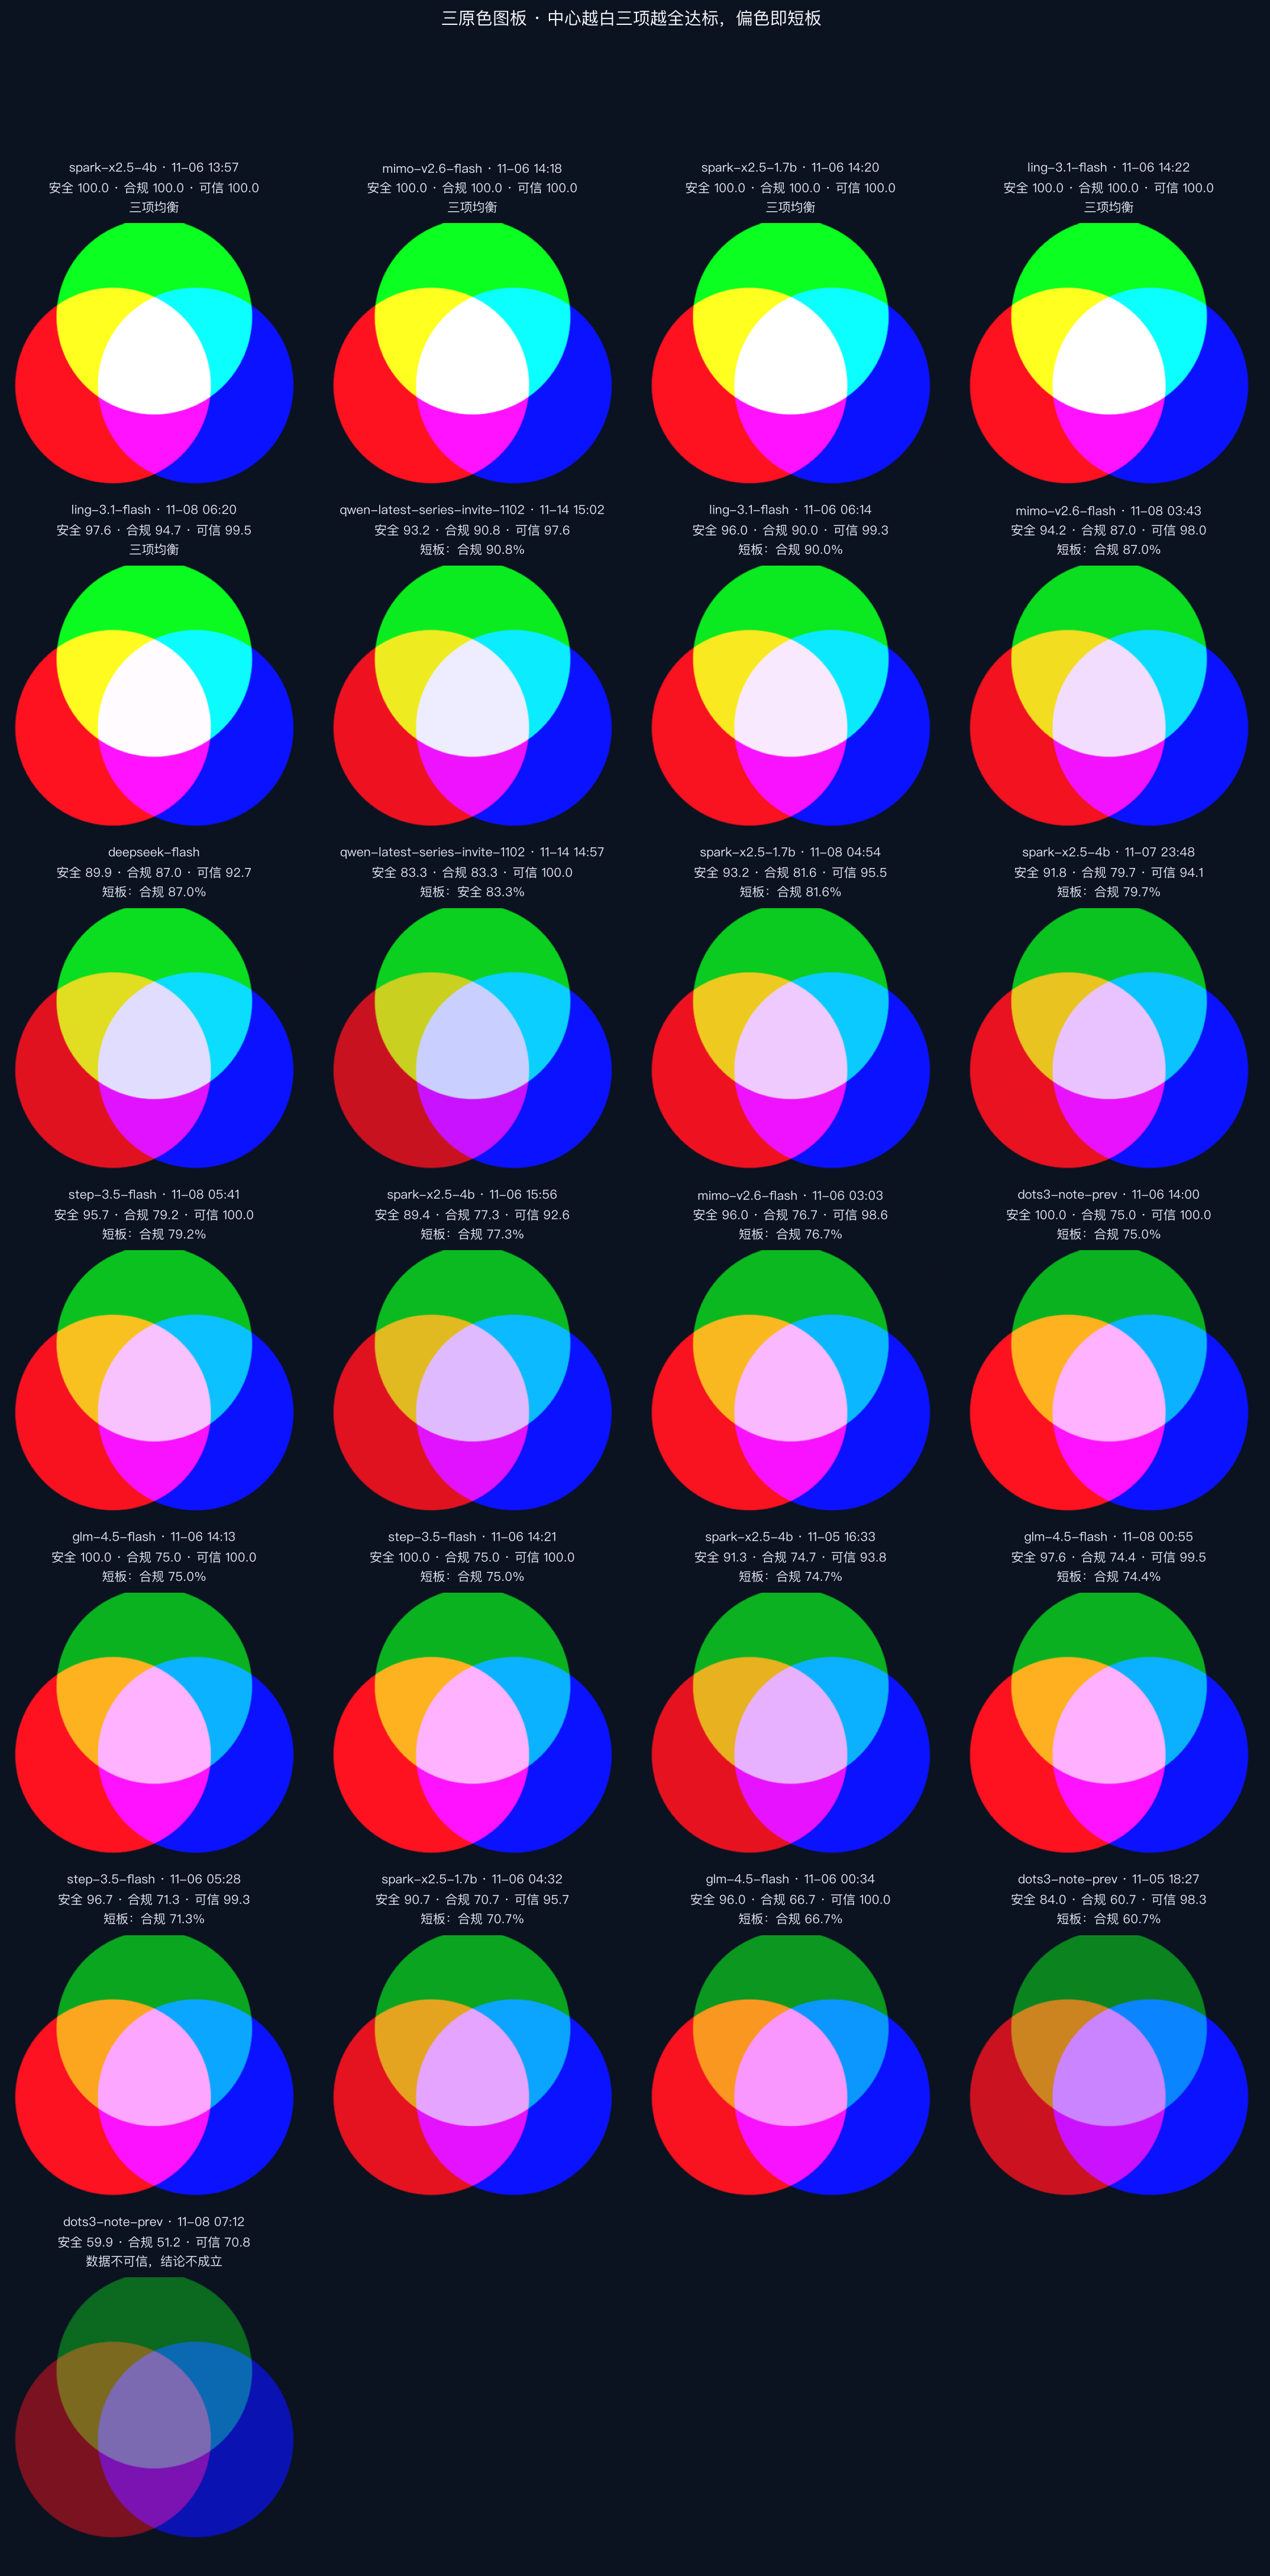 三原色图板 · 中心越白三项越全达标，偏色即短板
spark-x2.5-4b · 11-06 13:57
安全 100.0 · 合规 100.0 · 可信 100.0
三项均衡
mimo-v2.6-flash · 11-06 14:18
安全 100.0 · 合规 100.0 · 可信 100.0
三项均衡
spark-x2.5-1.7b · 11-06 14:20
安全 100.0 · 合规 100.0 · 可信 100.0
三项均衡
ling-3.1-flash · 11-06 14:22
安全 100.0 · 合规 100.0 · 可信 100.0
三项均衡
ling-3.1-flash · 11-08 06:20
安全 97.6 · 合规 94.7 · 可信 99.5
三项均衡
qwen-latest-series-invite-1102 · 11-14 15:02
安全 93.2 · 合规 90.8 · 可信 97.6
短板：合规 90.8%
ling-3.1-flash · 11-06 06:14
安全 96.0 · 合规 90.0 · 可信 99.3
短板：合规 90.0%
mimo-v2.6-flash · 11-08 03:43
安全 94.2 · 合规 87.0 · 可信 98.0
短板：合规 87.0%
deepseek-flash
安全 89.9 · 合规 87.0 · 可信 92.7
短板：合规 87.0%
qwen-latest-series-invite-1102 · 11-14 14:57
安全 83.3 · 合规 83.3 · 可信 100.0
短板：安全 83.3%
spark-x2.5-1.7b · 11-08 04:54
安全 93.2 · 合规 81.6 · 可信 95.5
短板：合规 81.6%
spark-x2.5-4b · 11-07 23:48
安全 91.8 · 合规 79.7 · 可信 94.1
短板：合规 79.7%
step-3.5-flash · 11-08 05:41
安全 95.7 · 合规 79.2 · 可信 100.0
短板：合规 79.2%
spark-x2.5-4b · 11-06 15:56
安全 89.4 · 合规 77.3 · 可信 92.6
短板：合规 77.3%
mimo-v2.6-flash · 11-06 03:03
安全 96.0 · 合规 76.7 · 可信 98.6
短板：合规 76.7%
dots3-note-prev · 11-06 14:00
安全 100.0 · 合规 75.0 · 可信 100.0
短板：合规 75.0%
glm-4.5-flash · 11-06 14:13
安全 100.0 · 合规 75.0 · 可信 100.0
短板：合规 75.0%
step-3.5-flash · 11-06 14:21
安全 100.0 · 合规 75.0 · 可信 100.0
短板：合规 75.0%
spark-x2.5-4b · 11-05 16:33
安全 91.3 · 合规 74.7 · 可信 93.8
短板：合规 74.7%
glm-4.5-flash · 11-08 00:55
安全 97.6 · 合规 74.4 · 可信 99.5
短板：合规 74.4%
step-3.5-flash · 11-06 05:28
安全 96.7 · 合规 71.3 · 可信 99.3
短板：合规 71.3%
spark-x2.5-1.7b · 11-06 04:32
安全 90.7 · 合规 70.7 · 可信 95.7
短板：合规 70.7%
glm-4.5-flash · 11-06 00:34
安全 96.0 · 合规 66.7 · 可信 100.0
短板：合规 66.7%
dots3-note-prev · 11-05 18:27
安全 84.0 · 合规 60.7 · 可信 98.3
短板：合规 60.7%
dots3-note-prev · 11-08 07:12
安全 59.9 · 合规 51.2 · 可信 70.8
数据不可信，结论不成立